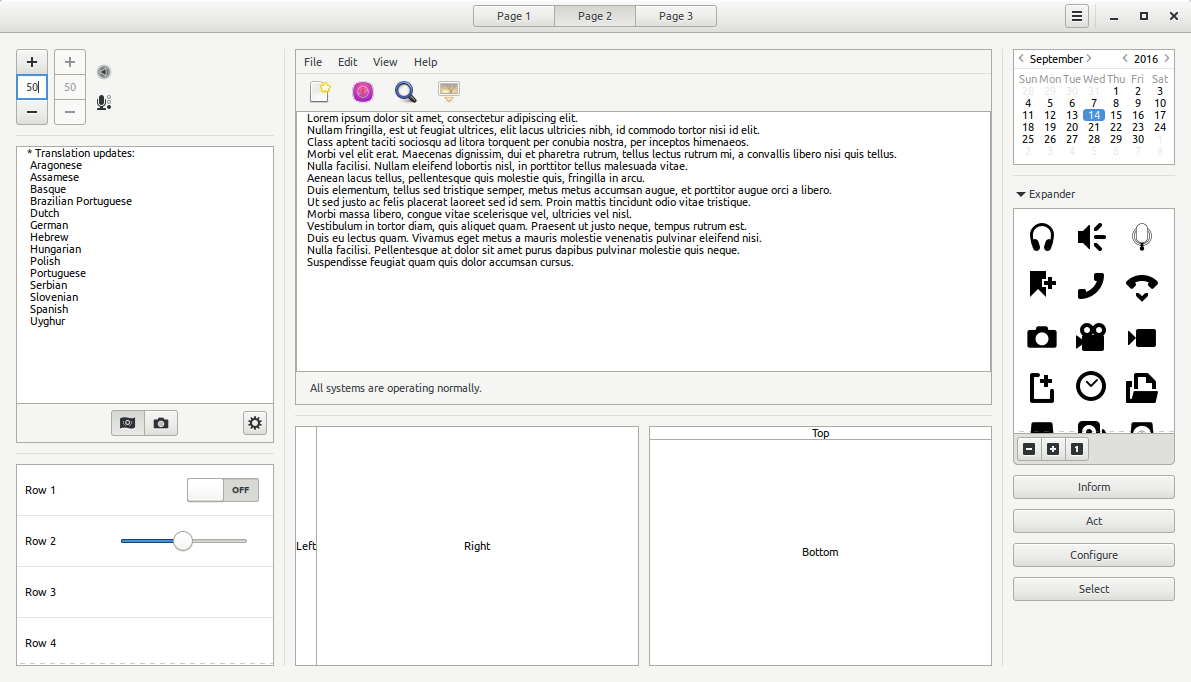 Page 1 Page 2 Page 3
50 50
* Translation updates:
Aragonese
Assamese
Basque
Brazilian Portuguese
Dutch
German
Hebrew
Hungarian
Polish
Portuguese
Serbian
Slovenian
Spanish
Uyghur
Row 1 OFF
Row 2
Row 3
Row 4
File Edit View Help
Lorem ipsum dolor sit amet, consectetur adipiscing elit.
Nullam fringilla, est ut feugiat ultrices, elit lacus ultricies nibh, id commodo tortor nisi id elit.
Class aptent taciti sociosqu ad litora torquent per conubia nostra, per inceptos himenaeos.
Morbi vel elit erat. Maecenas dignissim, dui et pharetra rutrum, tellus lectus rutrum mi, a convallis libero nisi quis tellus.
Nulla facilisi. Nullam eleifend lobortis nisl, in porttitor tellus malesuada vitae.
Aenean lacus tellus, pellentesque quis molestie quis, fringilla in arcu.
Duis elementum, tellus sed tristique semper, metus metus accumsan augue, et porttitor augue orci a libero.
Ut sed justo ac felis placerat laoreet sed id sem. Proin mattis tincidunt odio vitae tristique.
Morbi massa libero, congue vitae scelerisque vel, ultricies vel nisl.
Vestibulum in tortor diam, quis aliquet quam. Praesent ut justo neque, tempus rutrum est.
Duis eu lectus quam. Vivamus eget metus a mauris molestie venenatis pulvinar eleifend nisi.
Nulla facilisi. Pellentesque at dolor sit amet purus dapibus pulvinar molestie quis neque.
Suspendisse feugiat quam quis dolor accumsan cursus.
All systems are operating normally.
Left Right
Top
Bottom
September 2016
Sun Mon Tue Wed Thu Fri Sat
28 29 30 31 1 2 3
4 5 6 7 8 9 10
11 12 13 14 15 16 17
18 19 20 21 22 23 24
25 26 27 28 29 30 1
2 3 4 5 6 7 8
Expander
1
Inform
Act
Configure
Select